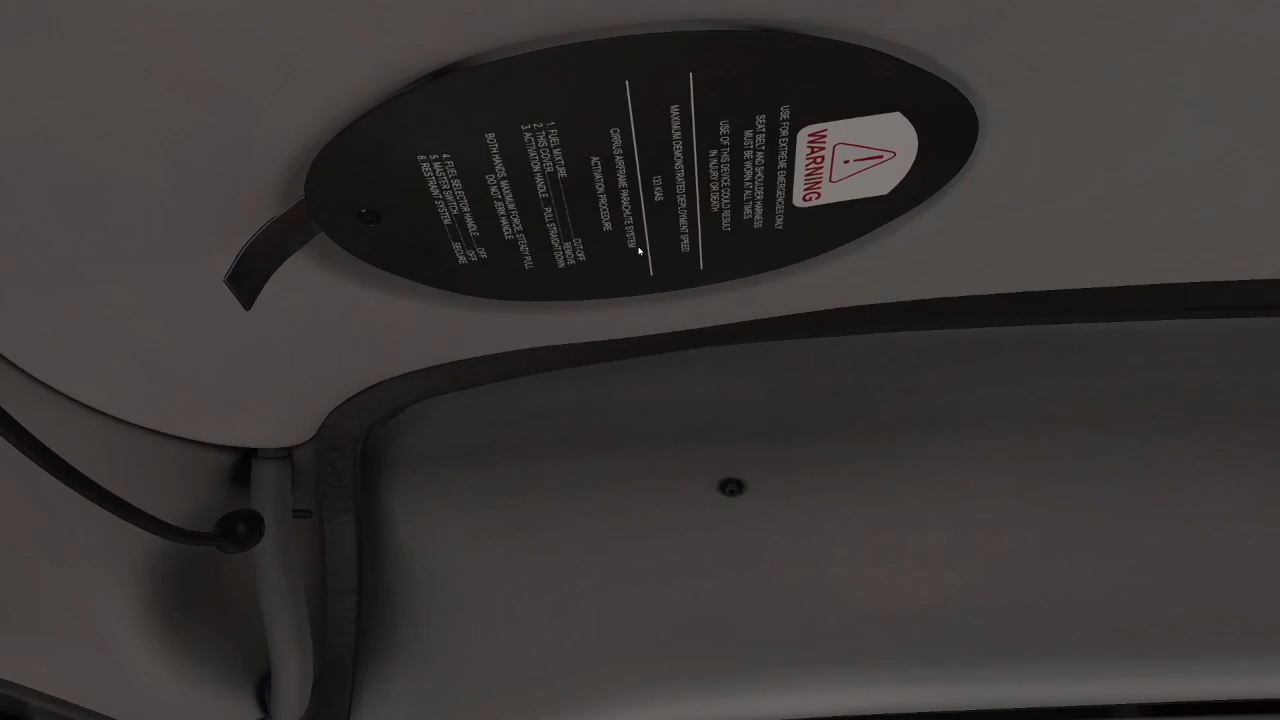 WARNING
USE FOR EXTREME EMERGENCIES ONLY
SEAT BELT AND SHOULDER HARNESS
MUST BE WORN AT ALL TIMES
USE OF THIS DEVICE COULD RESULT
IN INJURY OR DEATH
MAXIMUM DEMONSTRATED DEPLOYMENT SPEED
133 KIAS
CIRRUS AIRFRAME PARACHUTE SYSTEM
ACTIVATION PROCEDURE
1. FUEL MIXTURE..................CUT-OFF
2. THIS COVER....................REMOVE
3. ACTIVATION HANDLE....PULL STRAIGHT DOWN
BOTH HANDS, MAXIMUM FORCE, STEADY PULL
DO NOT JERK HANDLE
4. FUEL SELECTOR HANDLE.....OFF
5. MASTER SWITCH..............OFF
6. RESTRAINT SYSTEM.........SECURE